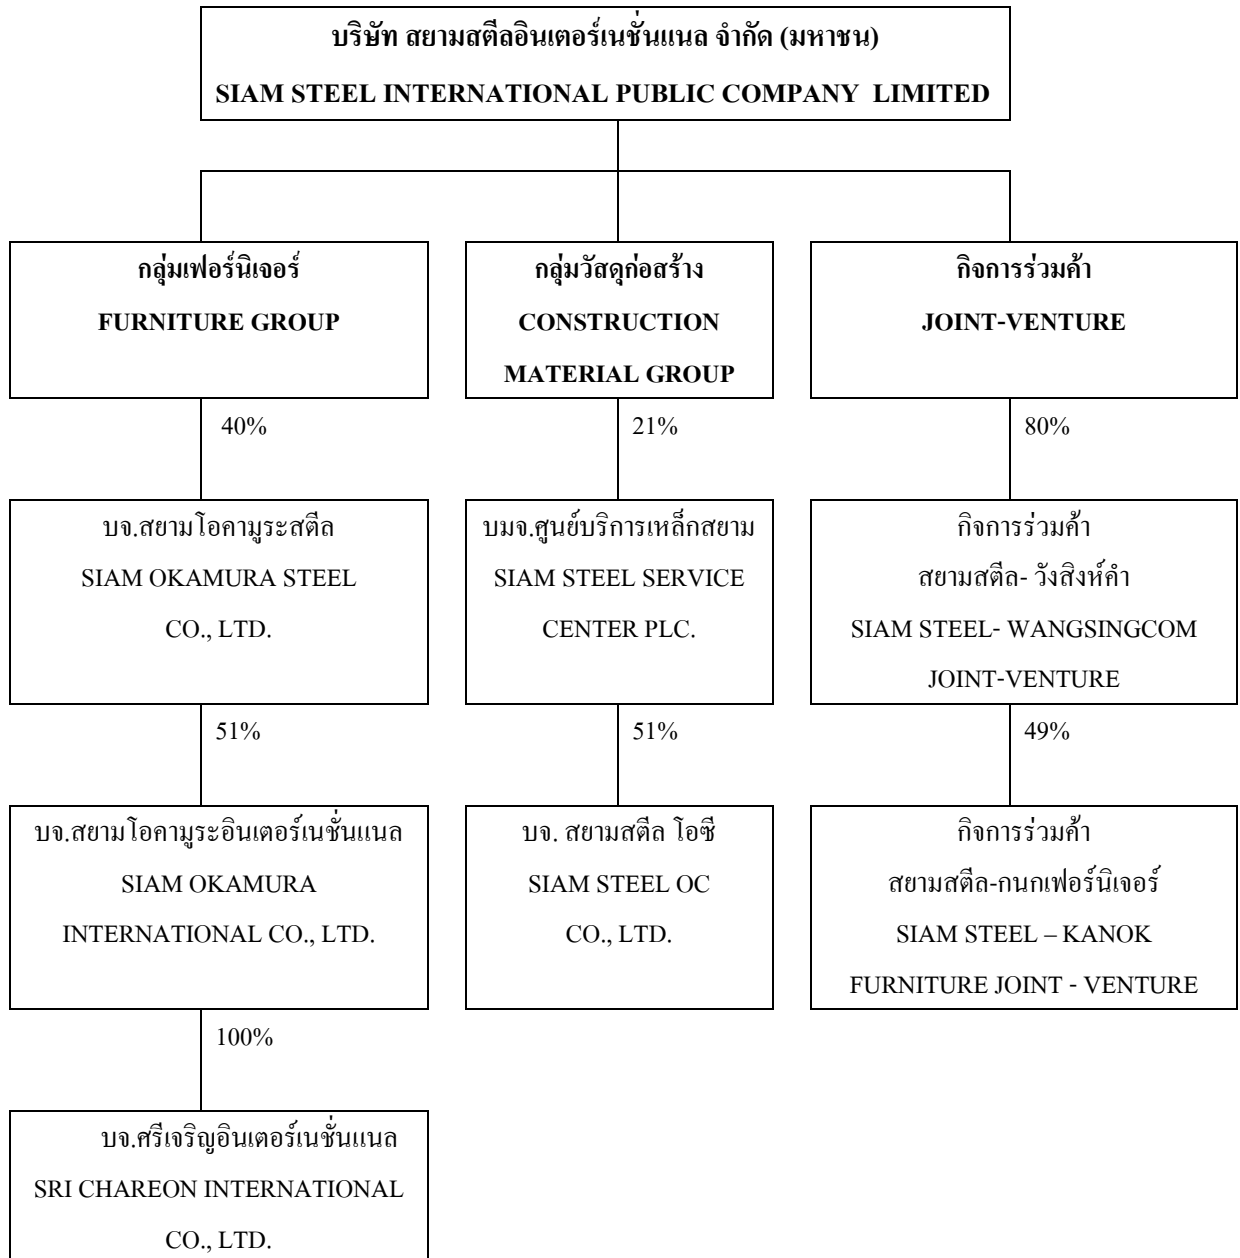 บริษัท สยามสตีลอินเตอร์เนชั่นแนล จำกัด (มหาชน)
SIAM STEEL INTERNATIONAL PUBLIC COMPANY LIMITED
กลุ่มเฟอร์นิเจอร์
FURNITURE GROUP
กลุ่มวัสดุก่อสร้าง
CONSTRUCTION
MATERIAL GROUP
กิจการร่วมค้า
JOINT-VENTURE
40%
21%
80%
บจ.สยามโอคามูระสตีล
SIAM OKAMURA STEEL
CO., LTD.
บมจ.ศูนย์บริการเหล็กสยาม
SIAM STEEL SERVICE
CENTER PLC.
กิจการร่วมค้า
สยามสตีล- วังสิงห์คำ
SIAM STEEL- WANGSINGCOM
JOINT-VENTURE
51%
51%
49%
บจ.สยามโอคามูระอินเตอร์เนชั่นแนล
SIAM OKAMURA
INTERNATIONAL CO., LTD.
บจ. สยามสตีล โอซี
SIAM STEEL OC
CO., LTD.
กิจการร่วมค้า
สยามสตีล-กนกเฟอร์นิเจอร์
SIAM STEEL – KANOK
FURNITURE JOINT - VENTURE
100%
บจ.ศรีเจริญอินเตอร์เนชั่นแนล
SRI CHAREON INTERNATIONAL
CO., LTD.